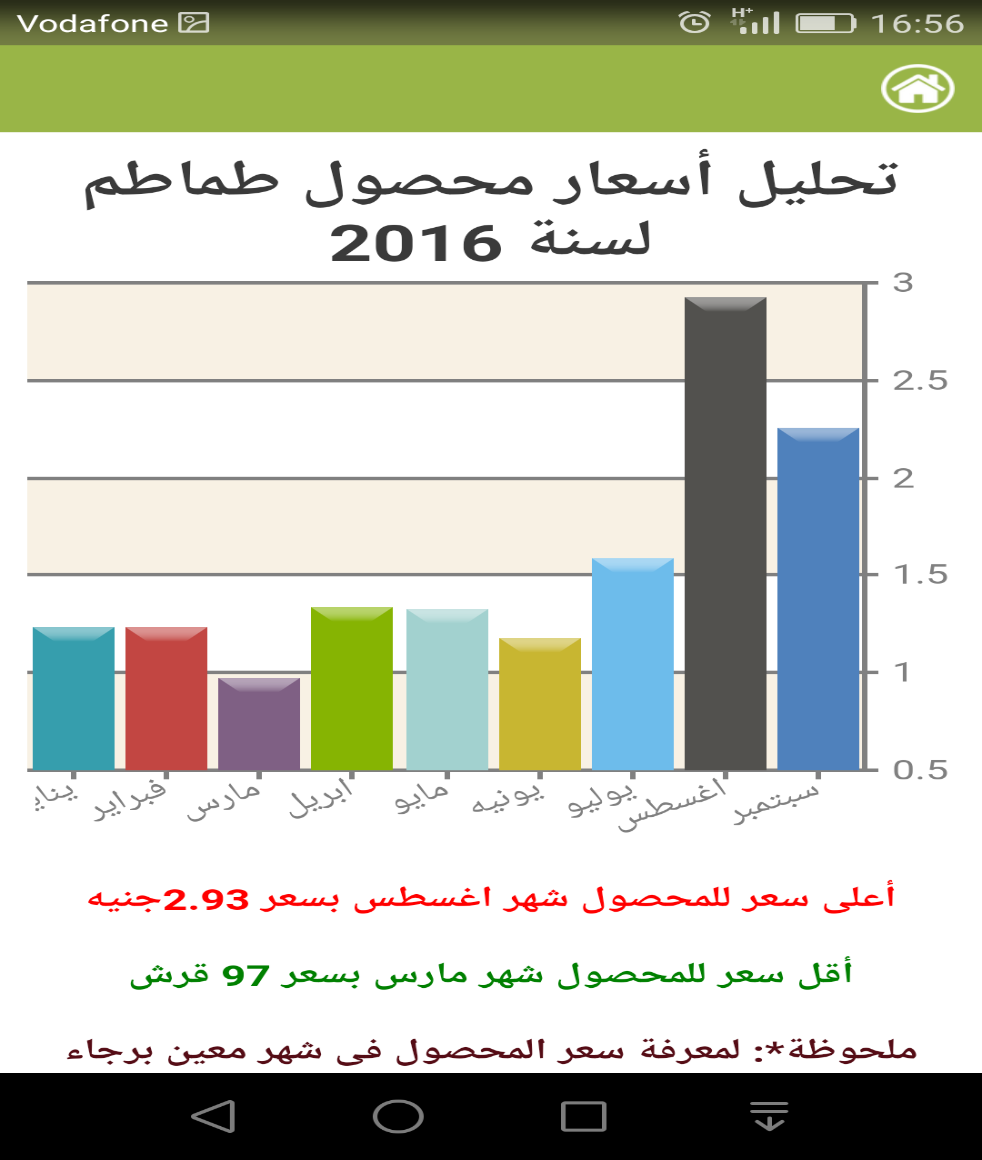 Vodafone
H+
16:56
تحليل أسعار محصول طماطم
لسنة 2016
3
2.5
2
1.5
1
0.5
يناير
فبراير
مارس
ابريل
مايو
يونيه
يوليو
اغسطس
سبتمبر
أعلى سعر للمحصول شهر اغسطس بسعر 2.93جنيه
أقل سعر للمحصول شهر مارس بسعر 97 قرش
ملحوظة*: لمعرفة سعر المحصول فى شهر معين برجاء